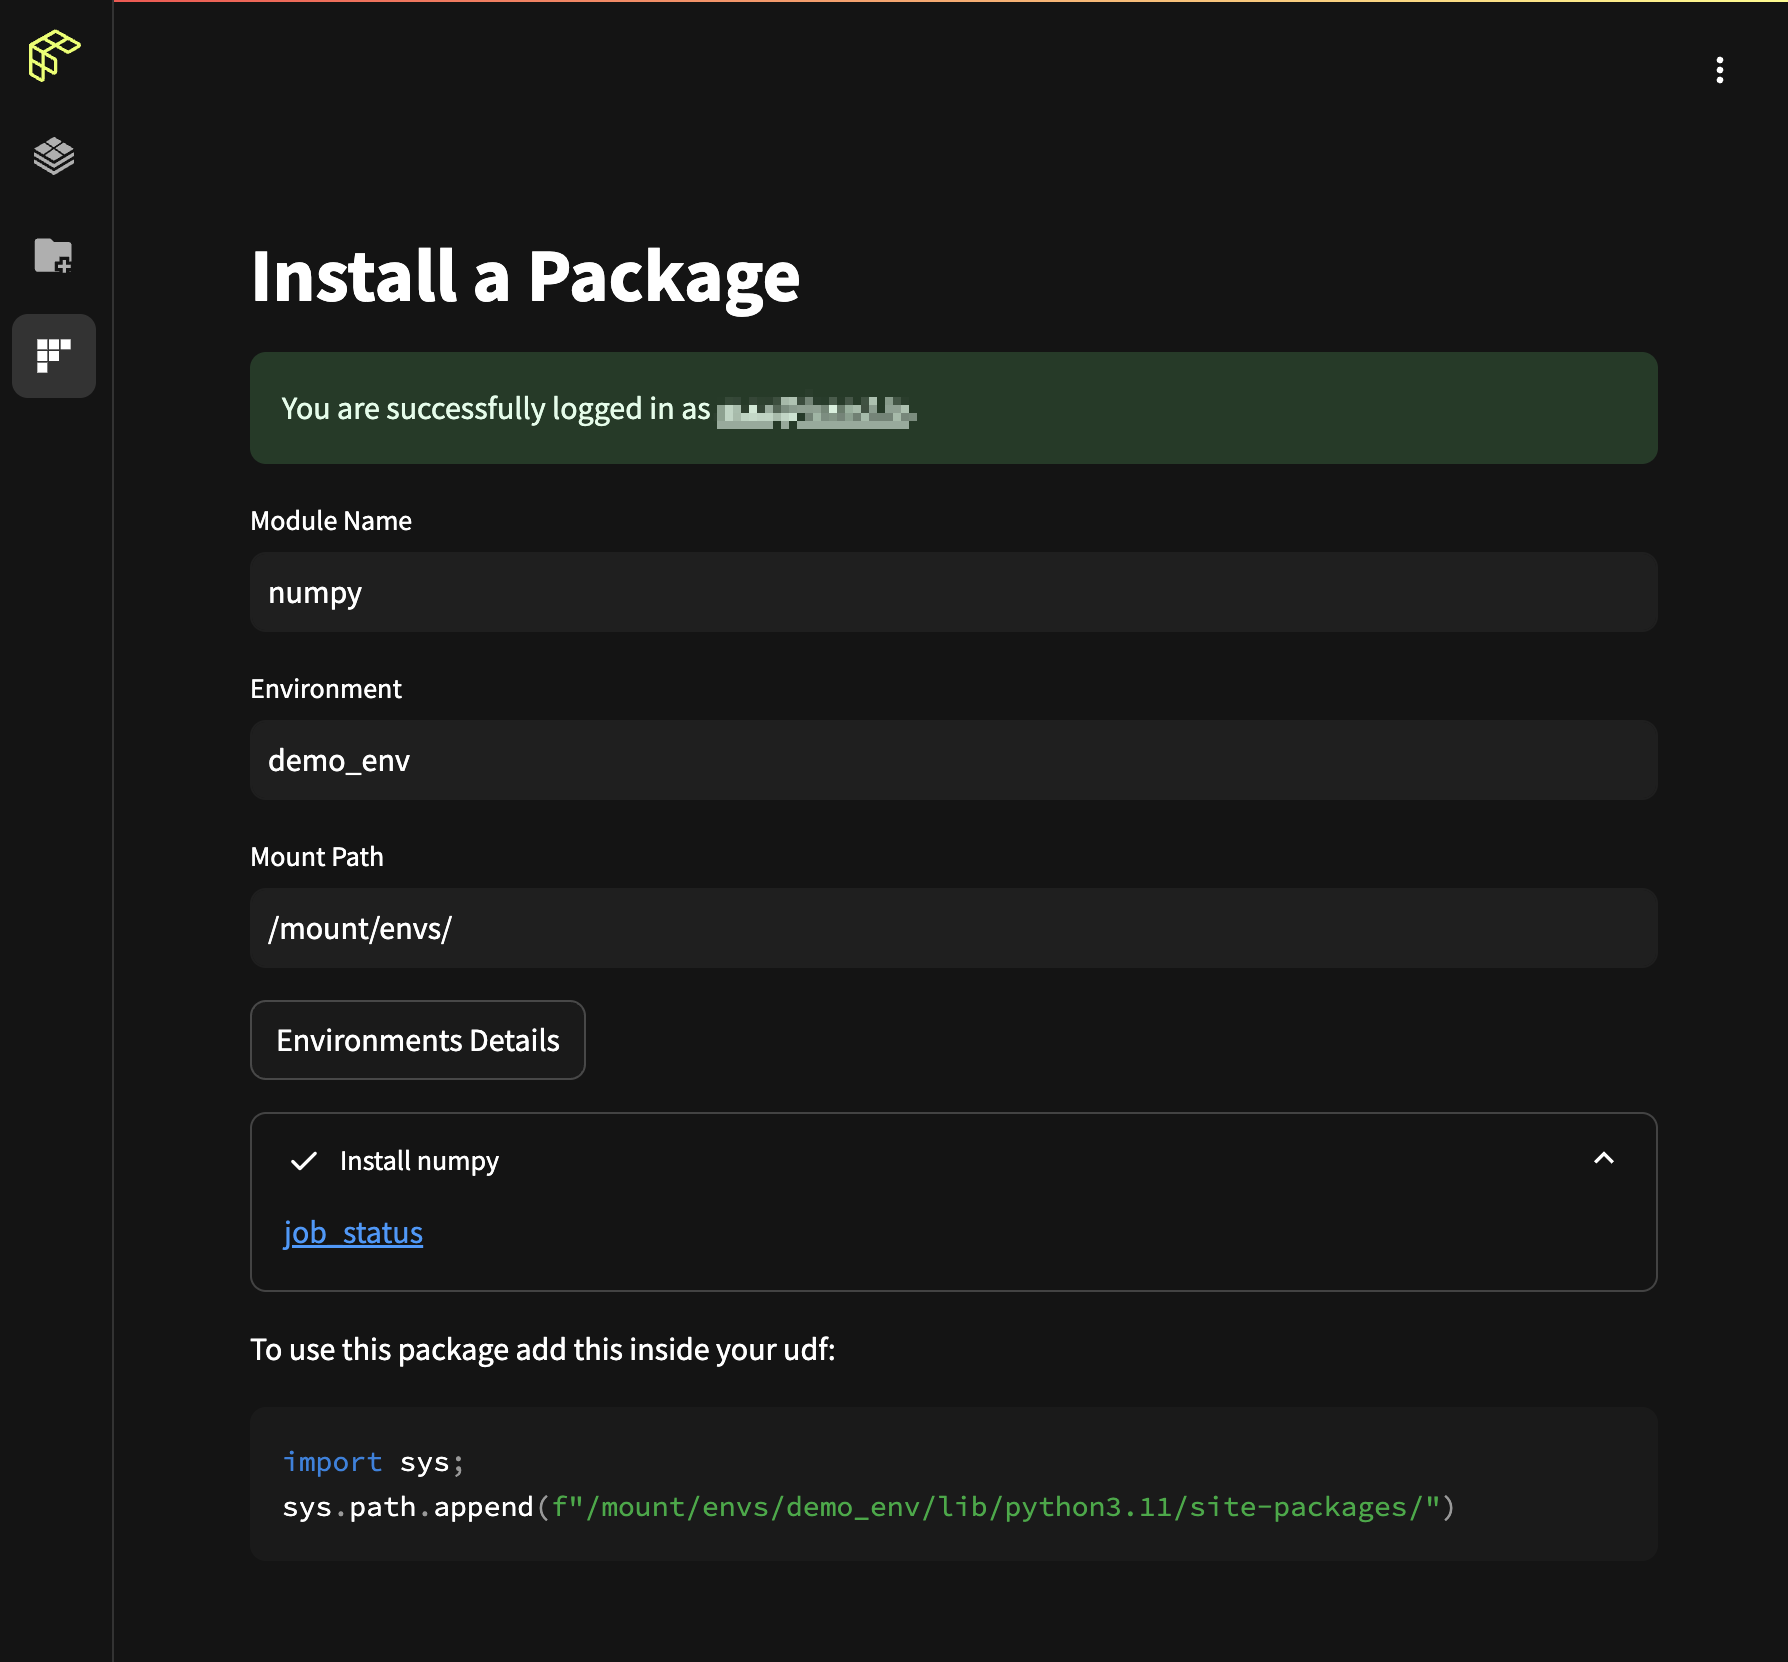 Install a Package
You are successfully logged in as
Module Name
numpy
Environment
demo_env
Mount Path
/mount/envs/
Environments Details
Install numpy
job_status
To use this package add this inside your udf:
import sys;
sys.path.append(f"/mount/envs/demo_env/lib/python3.11/site-packages/")